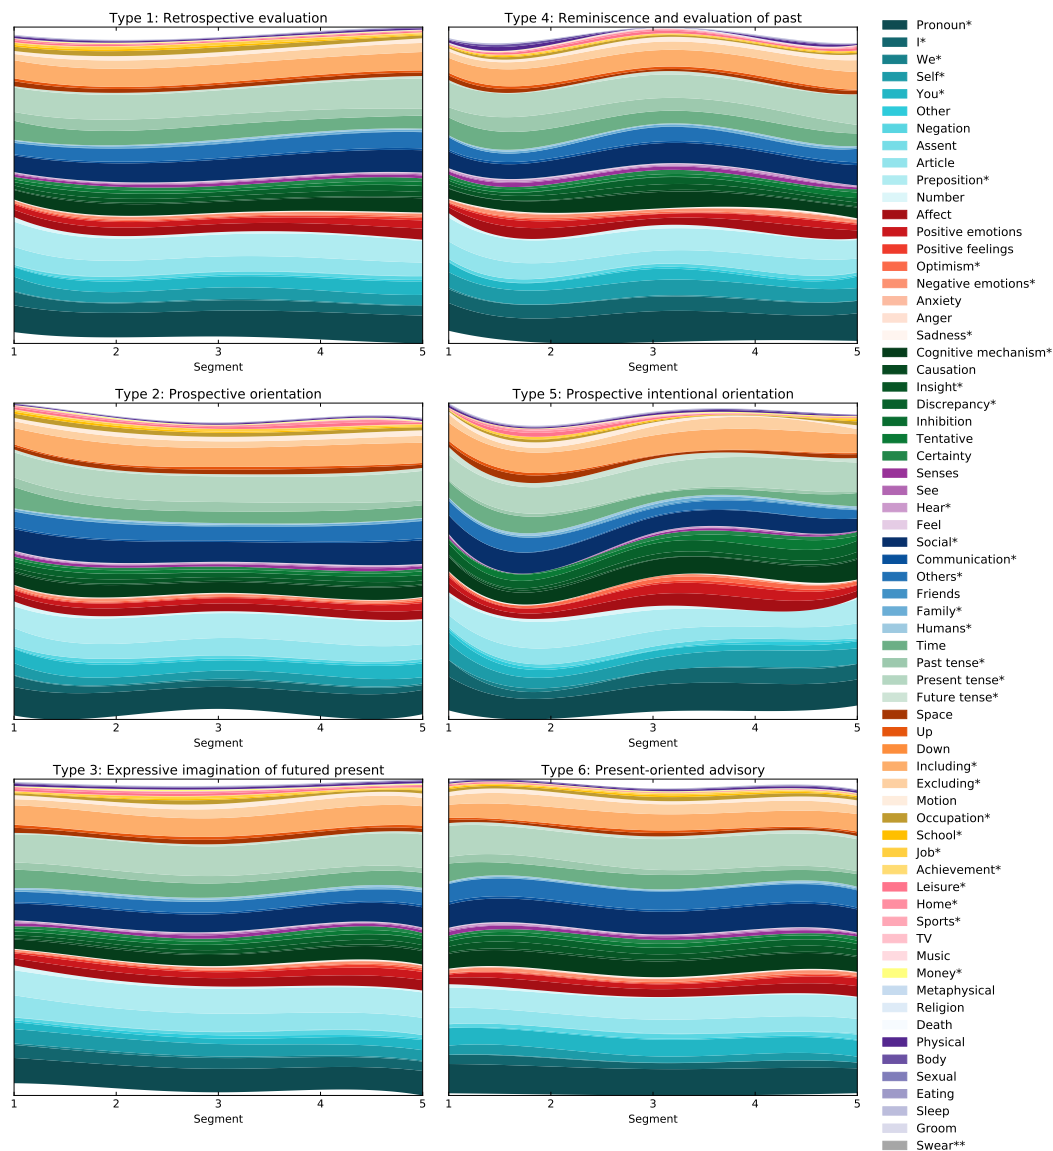 Type 1: Retrospective evaluation
1 2 3 4 5
Segment
Type 4: Reminiscence and evaluation of past
1 2 3 4 5
Segment
Type 2: Prospective orientation
1 2 3 4 5
Segment
Type 5: Prospective intentional orientation
1 2 3 4 5
Segment
Type 3: Expressive imagination of futured present
1 2 3 4 5
Segment
Type 6: Present-oriented advisory
1 2 3 4 5
Segment
Pronoun*
I*
We*
Self*
You*
Other
Negation
Assent
Article
Preposition*
Number
Affect
Positive emotions
Positive feelings
Optimism*
Negative emotions*
Anxiety
Anger
Sadness*
Cognitive mechanism*
Causation
Insight*
Discrepancy*
Inhibition
Tentative
Certainty
Senses
See
Hear*
Feel
Social*
Communication*
Others*
Friends
Family*
Humans*
Time
Past tense*
Present tense*
Future tense*
Space
Up
Down
Including*
Excluding*
Motion
Occupation*
School*
Job*
Achievement*
Leisure*
Home*
Sports*
TV
Music
Money*
Metaphysical
Religion
Death
Physical
Body
Sexual
Eating
Sleep
Groom
Swear**